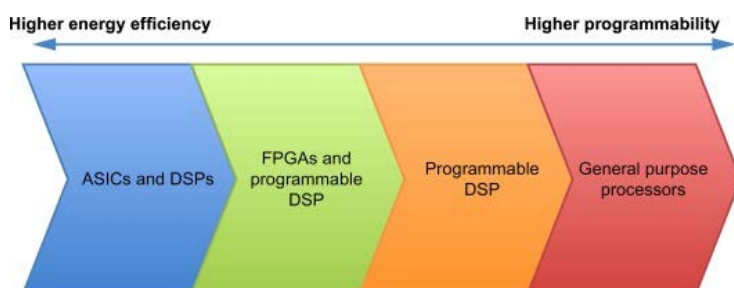 Higher energy efficiency
Higher programmability
ASICs and DSPs
FPGAs and
programmable
DSP
Programmable
DSP
General purpose
processors